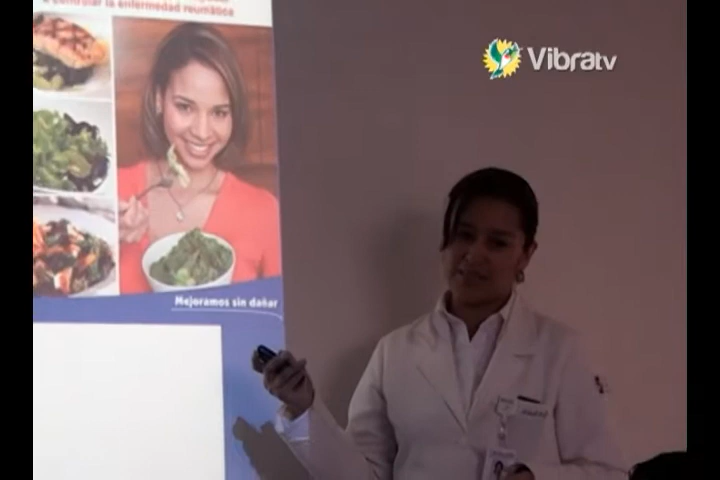 a controlar la enfermedad reumática
Vibratv
Mejoramos sin dañar